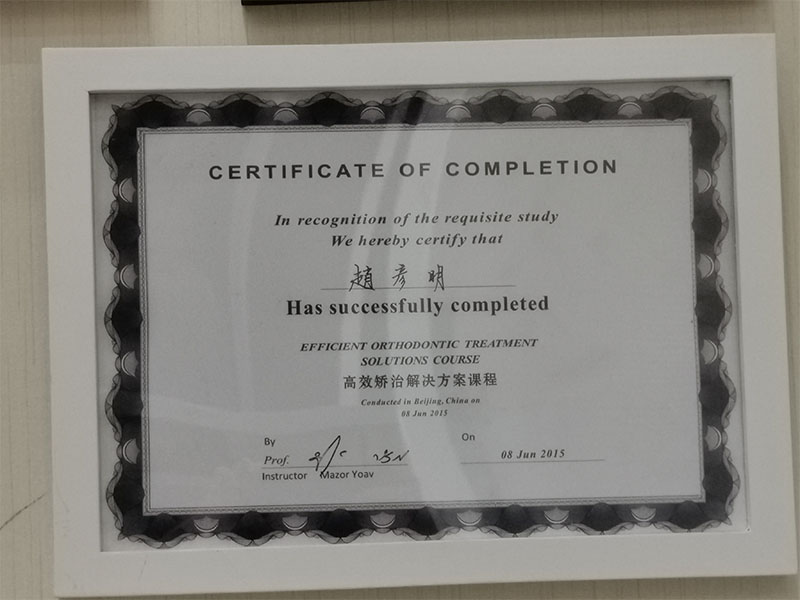 CERTIFICATE OF COMPLETION
In recognition of the requisite study
We hereby certify that
趙彦明
Has successfully completed
EFFICIENT ORTHODONTIC TREATMENT
SOLUTIONS COURSE
高效矫治解决方案课程
Conducted in Beijing, China on
08 Jun 2015
By
Prof.
Instructor Mazor Yoav
On
08 Jun 2015